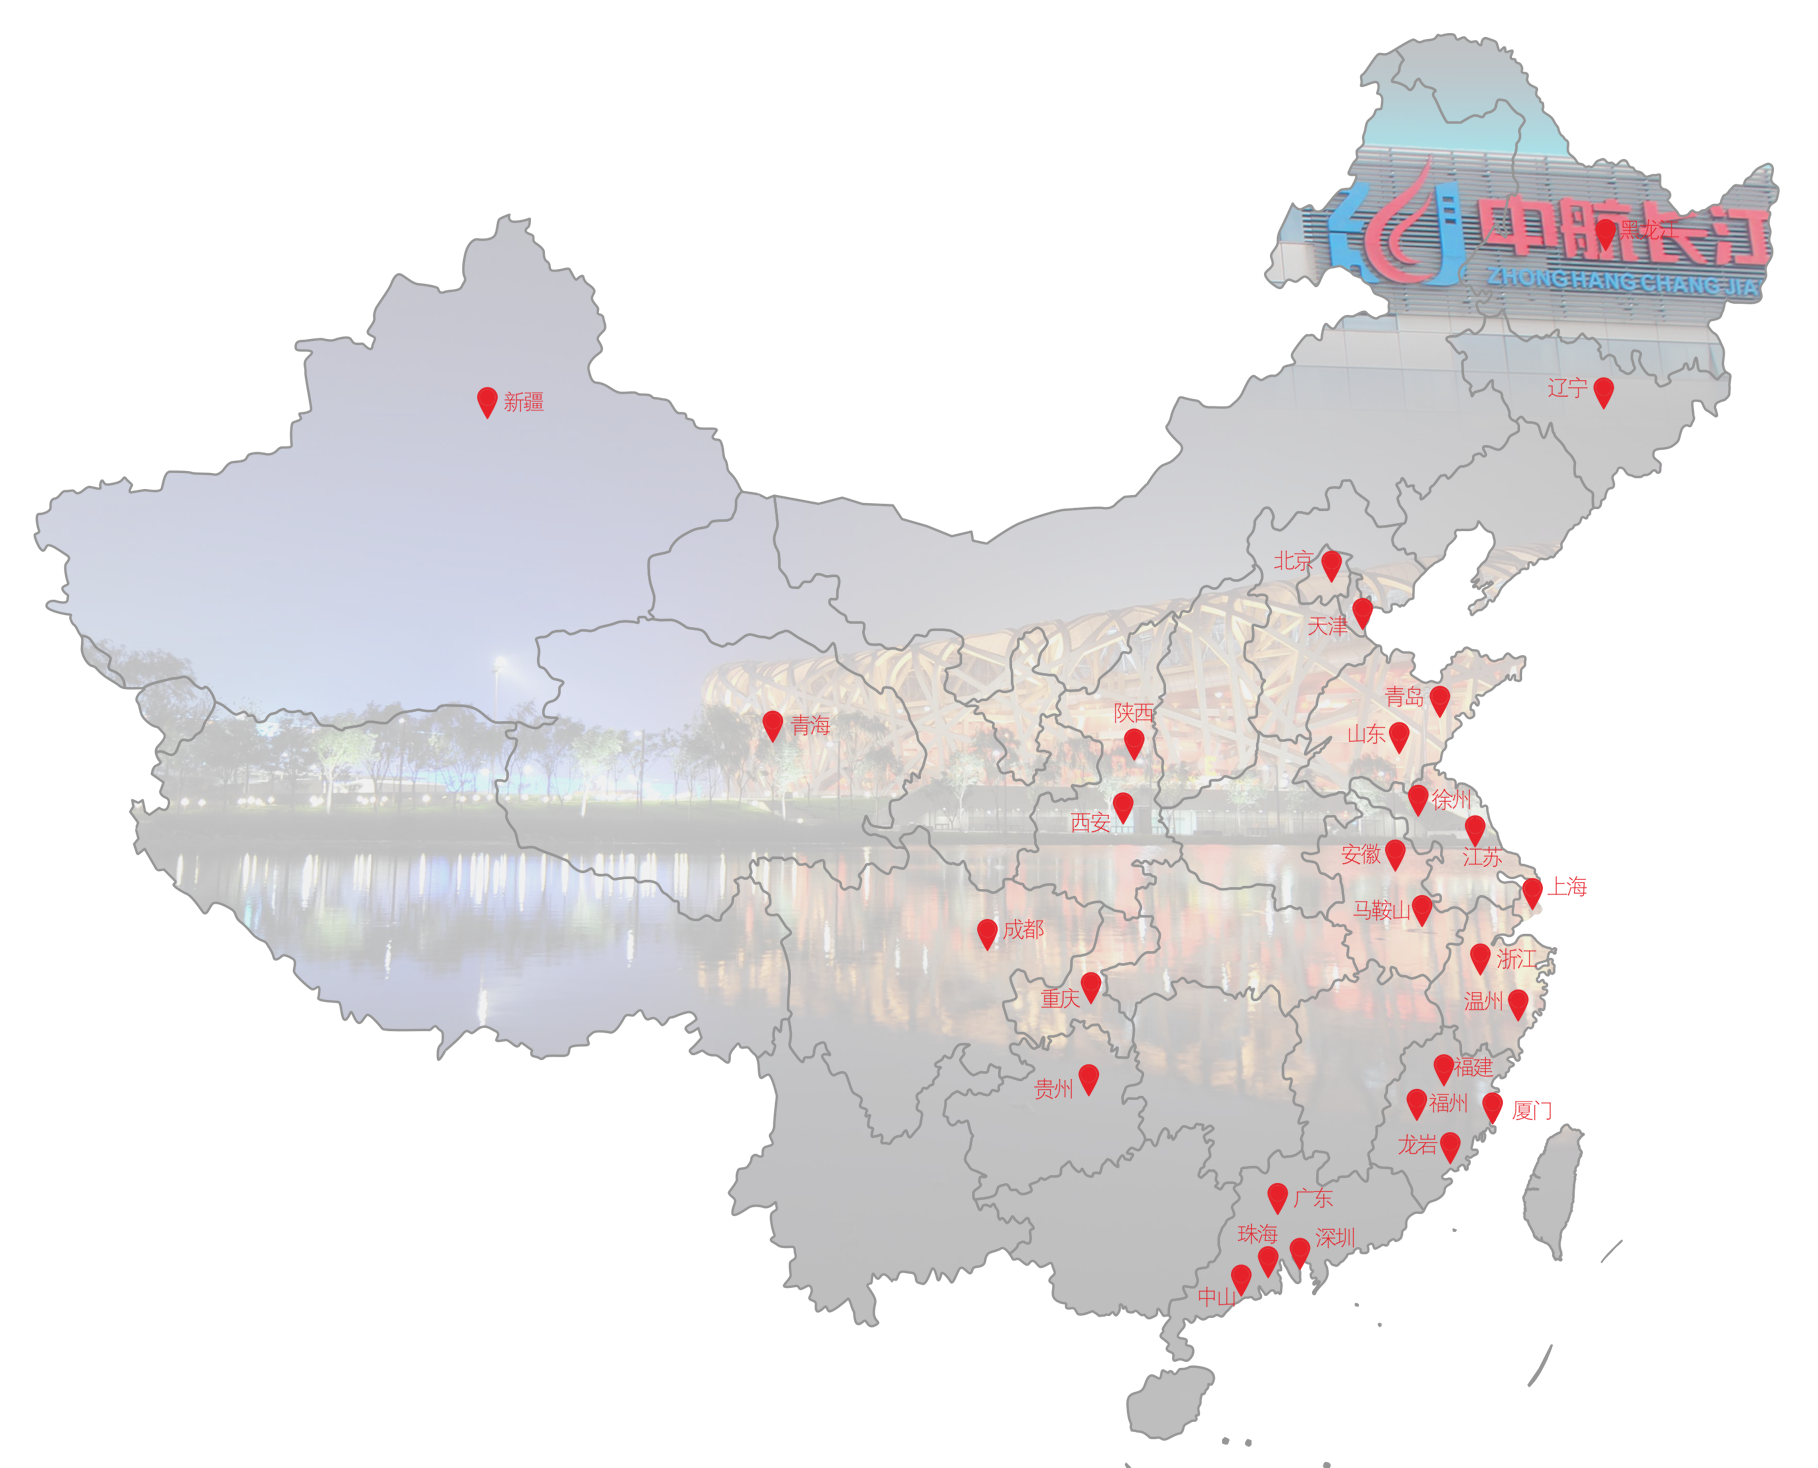 中航长江
黑龙江
ZHONGHANG CHANG JIA
辽宁
新疆
北京
天津
青岛
陕西
青海
山东
徐州
西安
江苏
安徽
上海
马鞍山
成都
浙江
重庆
温州
福建
贵州
福州
厦门
龙岩
广东
珠海
深圳
中山